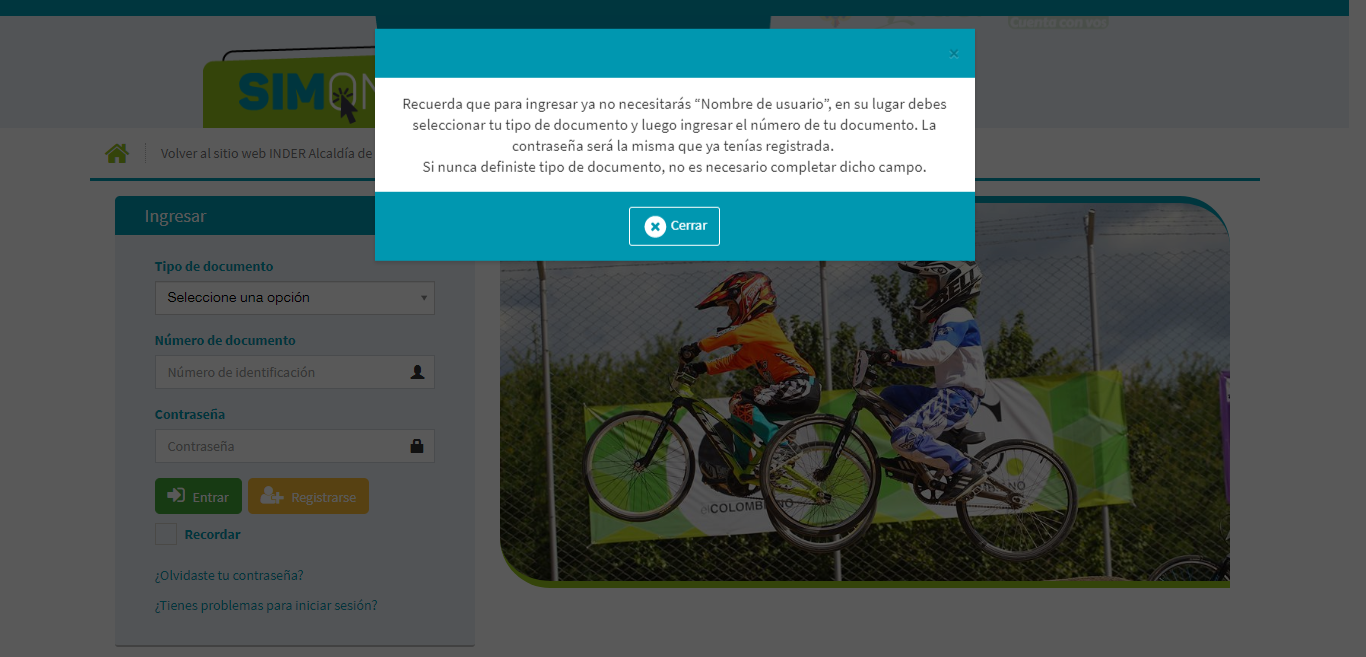 Cuenta con vos
SIMON
×
Recuerda que para ingresar ya no necesitarás “Nombre de usuario”, en su lugar debes
seleccionar tu tipo de documento y luego ingresar el número de tu documento. La
contraseña será la misma que ya tenías registrada.
Si nunca definiste tipo de documento, no es necesario completar dicho campo.
Cerrar
Volver al sitio web INDER Alcaldía de
Ingresar
Tipo de documento
Seleccione una opción
Número de documento
Número de identificación
Contraseña
Contraseña
Entrar
Registrarse
Recordar
¿Olvidaste tu contraseña?
¿Tienes problemas para iniciar sesión?